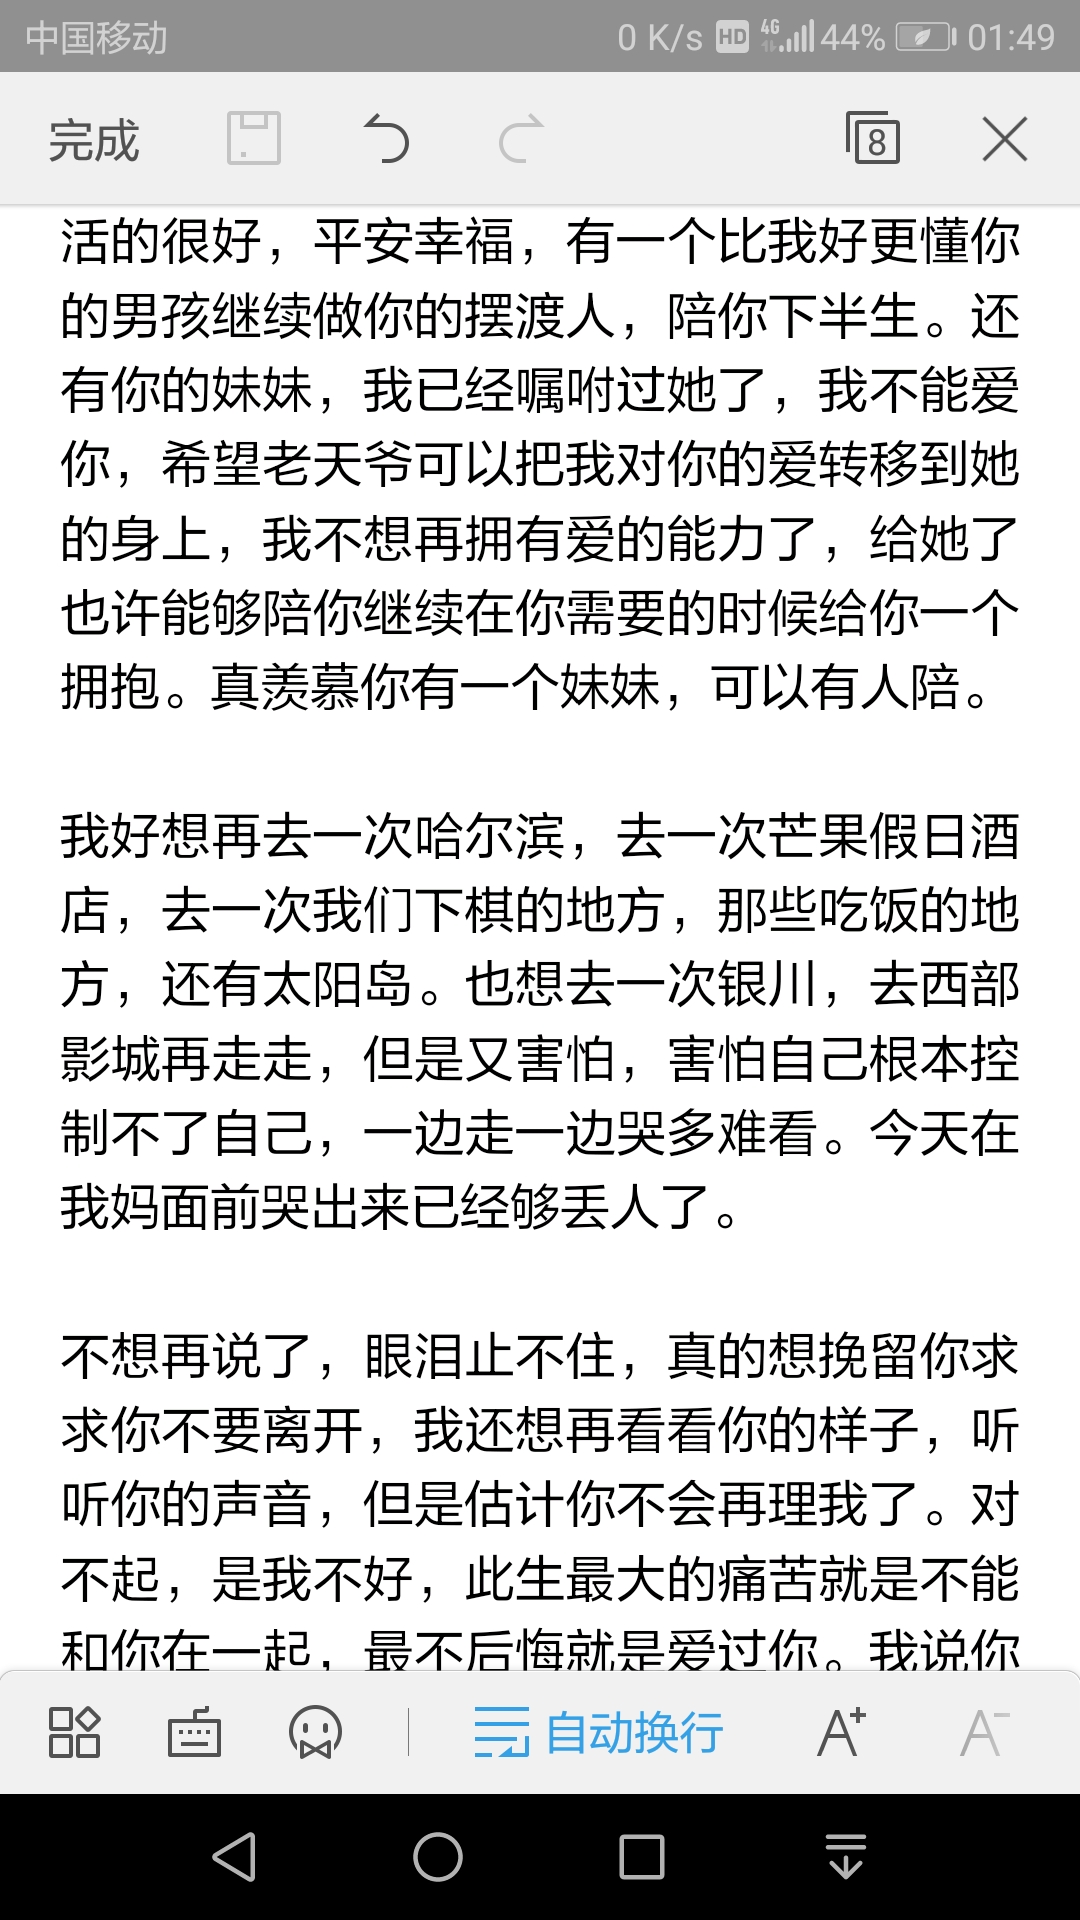 中国移动 0 K/s HD 4G 44% 01:49
完成 8
活的很好，平安幸福，有一个比我好更懂你
的男孩继续做你的摆渡人，陪你下半生。还
有你的妹妹，我已经嘱咐过她了，我不能爱
你，希望老天爷可以把我对你的爱转移到她
的身上，我不想再拥有爱的能力了，给她了
也许能够陪你继续在你需要的时候给你一个
拥抱。真羡慕你有一个妹妹，可以有人陪。
我好想再去一次哈尔滨，去一次芒果假日酒
店，去一次我们下棋的地方，那些吃饭的地
方，还有太阳岛。也想去一次银川，去西部
影城再走走，但是又害怕，害怕自己根本控
制不了自己，一边走一边哭多难看。今天在
我妈面前哭出来已经够丢人了。
不想再说了，眼泪止不住，真的想挽留你求
求你不要离开，我还想再看看你的样子，听
听你的声音，但是估计你不会再理我了。对
不起，是我不好，此生最大的痛苦就是不能
和你在一起，最不后悔就是爱过你。我说你
自动换行 A+ A-